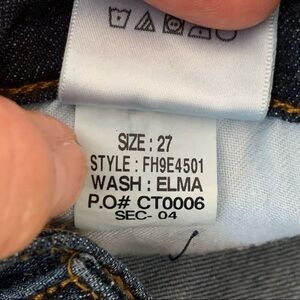 SIZE : 27
STYLE : FH9E4501
WASH : ELMA
P.O# CT0006
SEC- 04